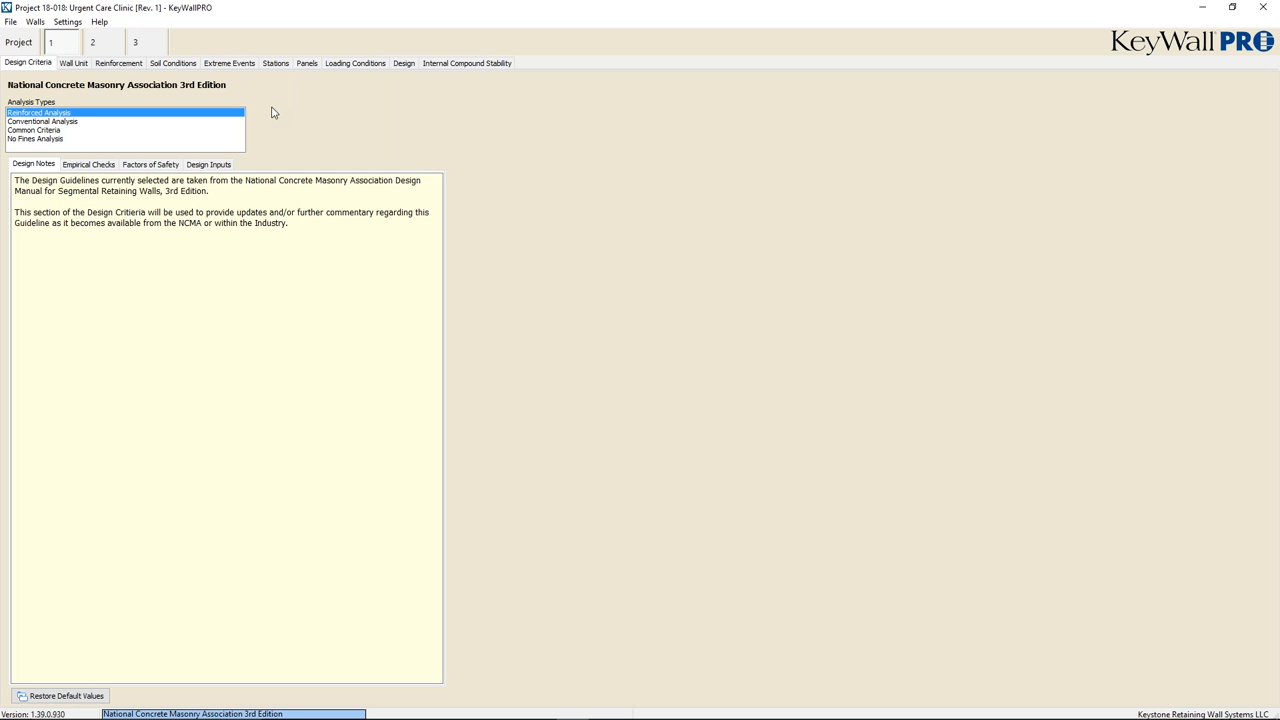 Project 18-018: Urgent Care Clinic [Rev. 1] - KeyWallPRO
File Walls Settings Help
Project 1 2 3
KeyWall PRO
Design Criteria Wall Unit Reinforcement Soil Conditions Extreme Events Stations Panels Loading Conditions Design Internal Compound Stability
National Concrete Masonry Association 3rd Edition
Analysis Types
Reinforced Analysis
Conventional Analysis
Common Criteria
No Fines Analysis
Design Notes Empirical Checks Factors of Safety Design Inputs
The Design Guidelines currently selected are taken from the National Concrete Masonry Association Design
Manual for Segmental Retaining Walls, 3rd Edition.
This section of the Design Critieria will be used to provide updates and/or further commentary regarding this
Guideline as it becomes available from the NCMA or within the Industry.
Restore Default Values
Version: 1.39.0.930 National Concrete Masonry Association 3rd Edition Keystone Retaining Wall Systems LLC